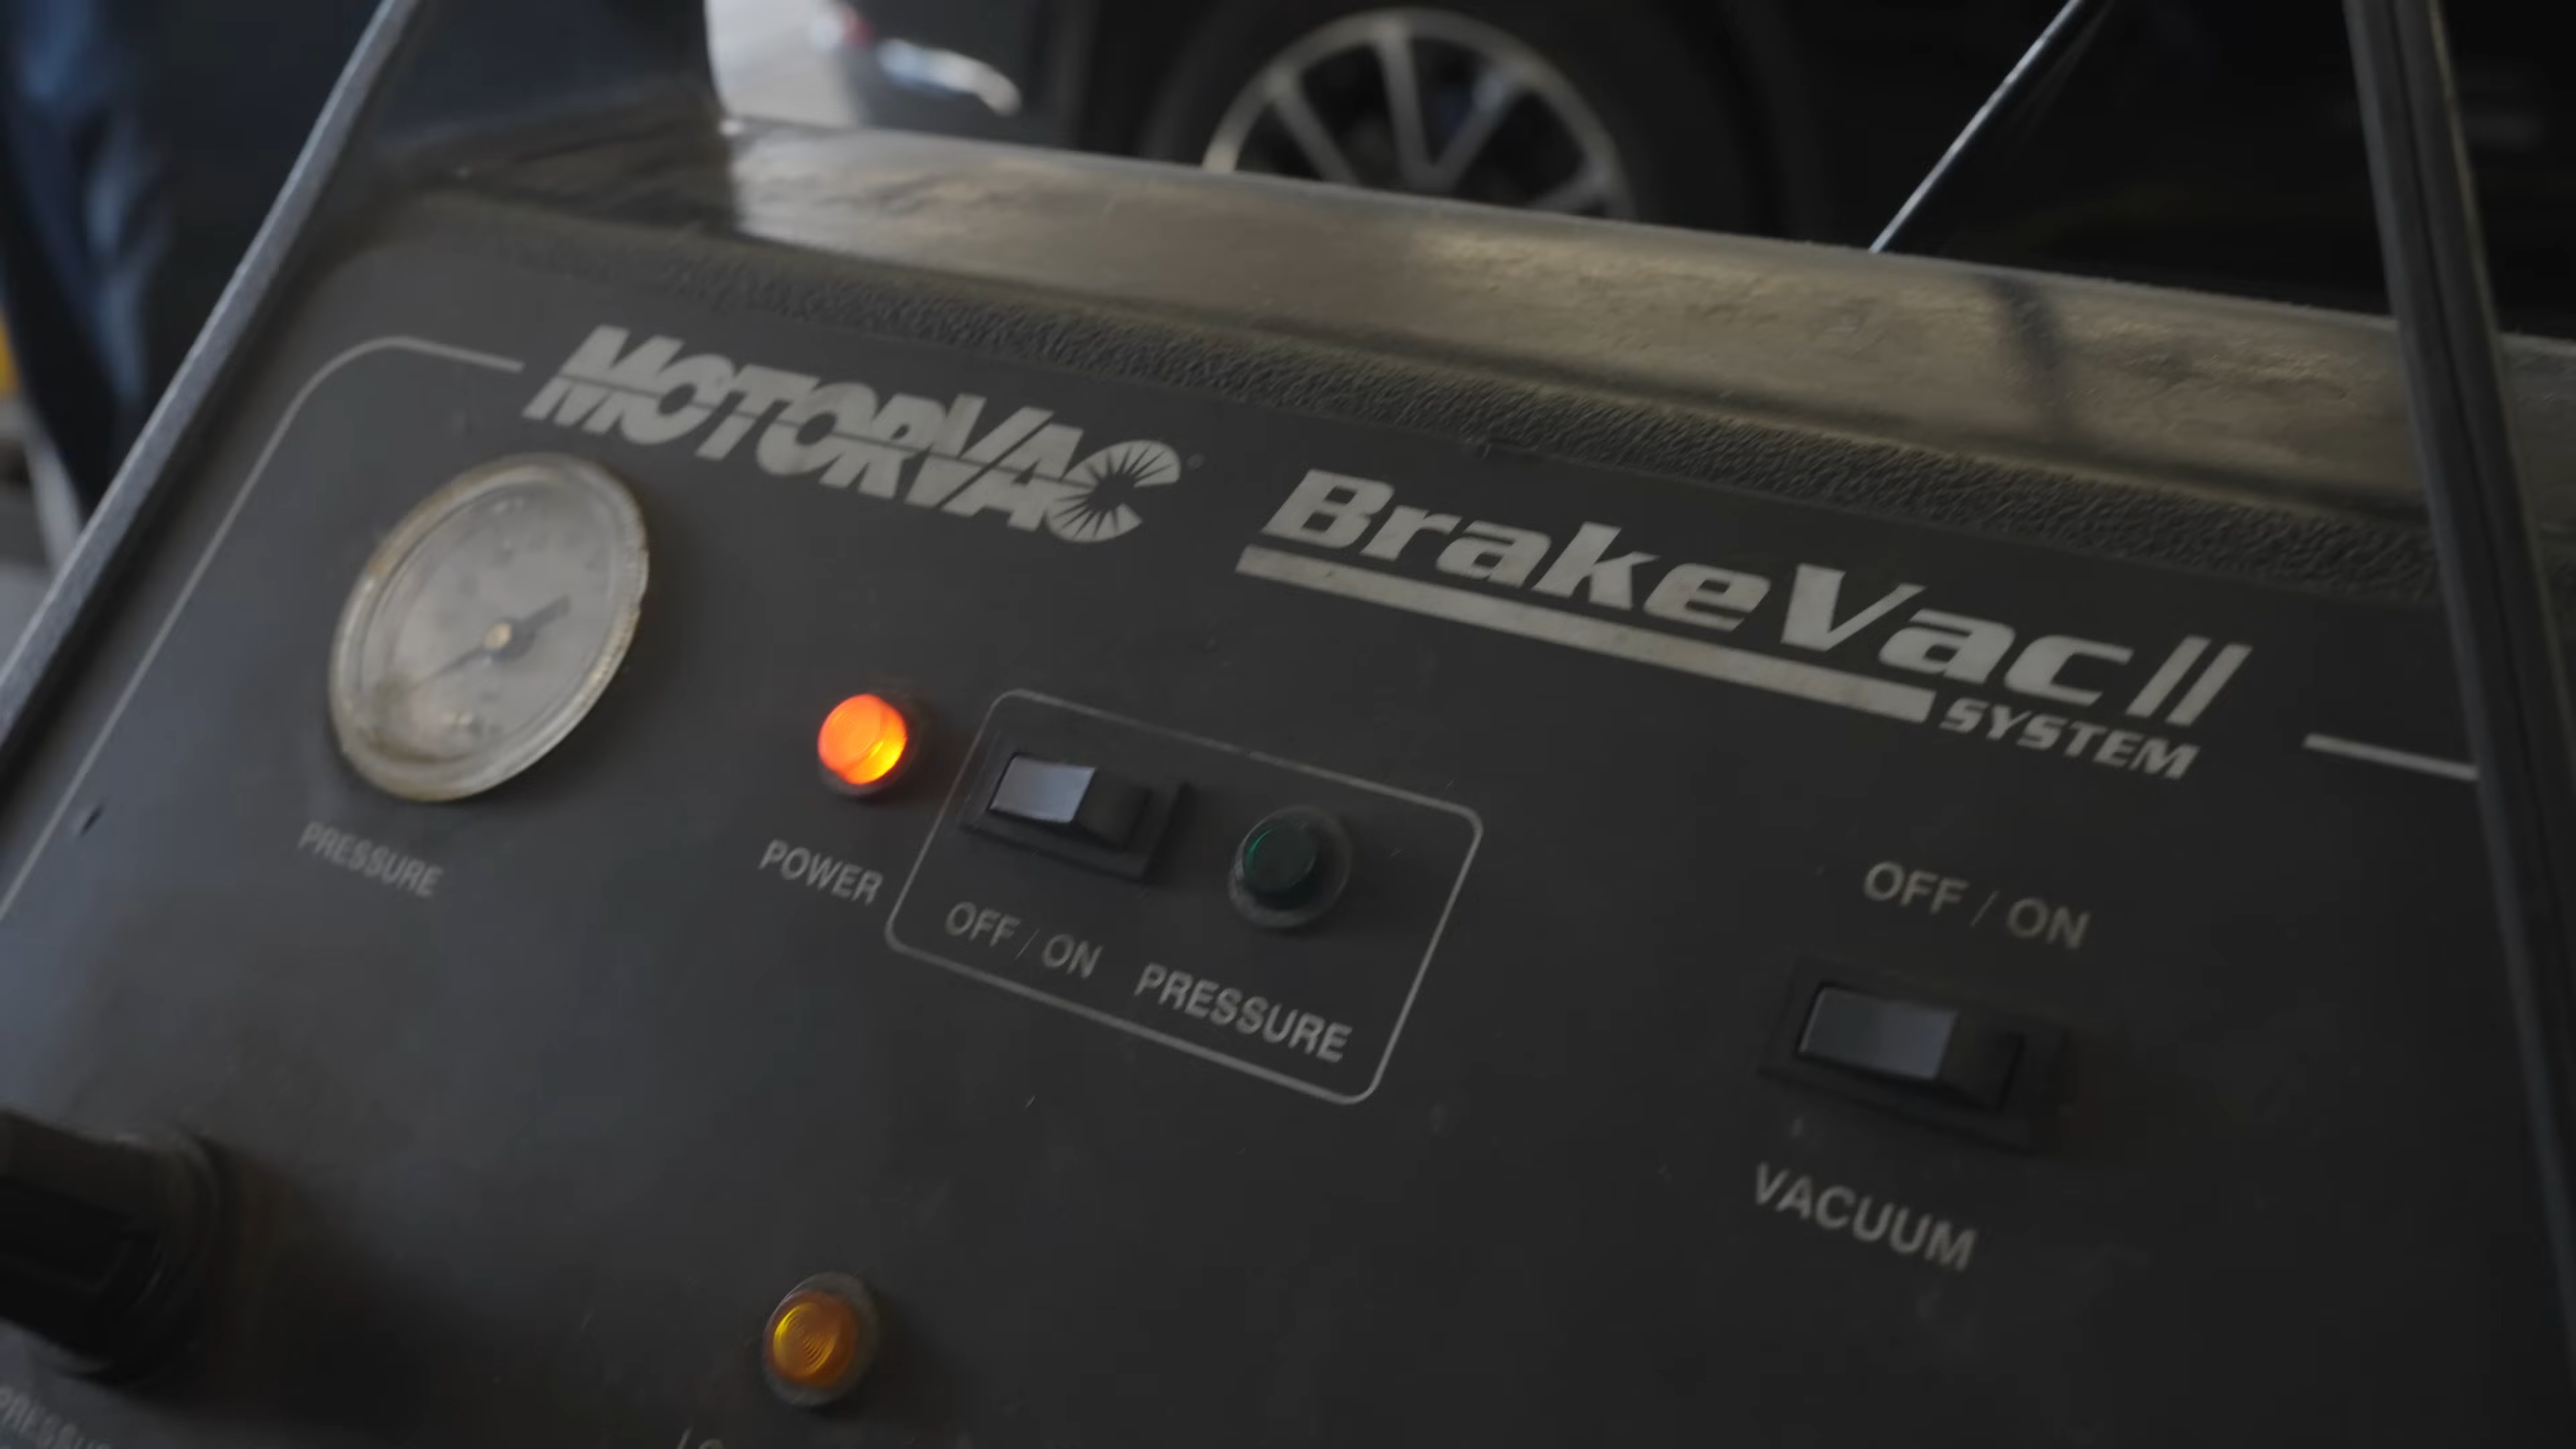 MOTORVAC
BrakeVac II
SYSTEM
PRESSURE
POWER
OFF / ON
PRESSURE
OFF / ON
VACUUM